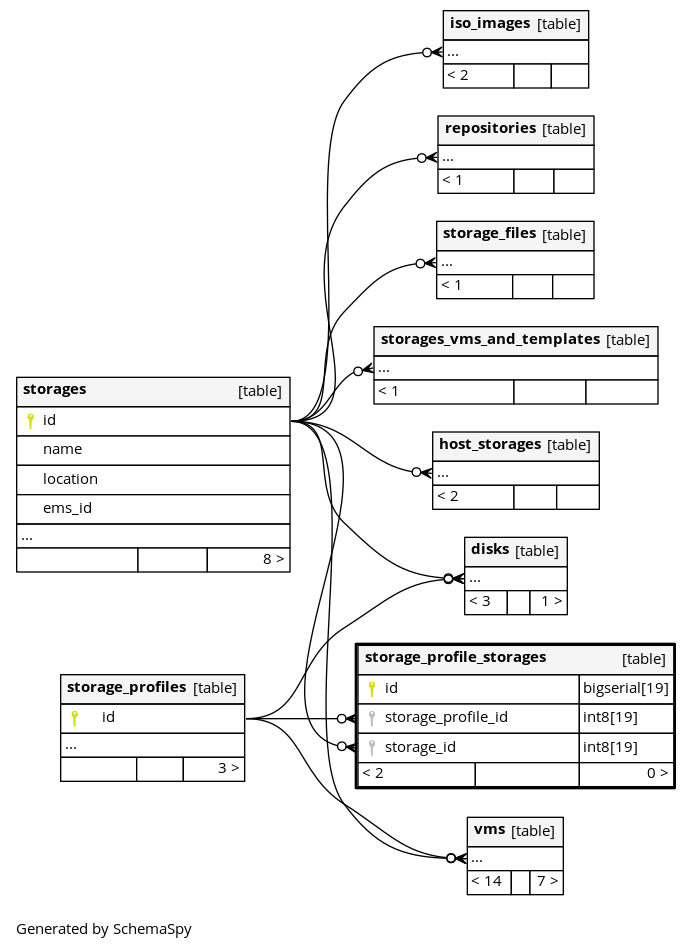 iso_images [table]
...
< 2
repositories [table]
...
< 1
storage_files [table]
...
< 1
storages_vms_and_templates [table]
...
< 1
storages [table]
id
name
location
ems_id
...
8 >
host_storages [table]
...
< 2
disks [table]
...
< 3 1 >
storage_profile_storages [table]
id bigserial[19]
storage_profile_id int8[19]
storage_id int8[19]
< 2 0 >
storage_profiles [table]
id
...
3 >
vms [table]
...
< 14 7 >
Generated by SchemaSpy